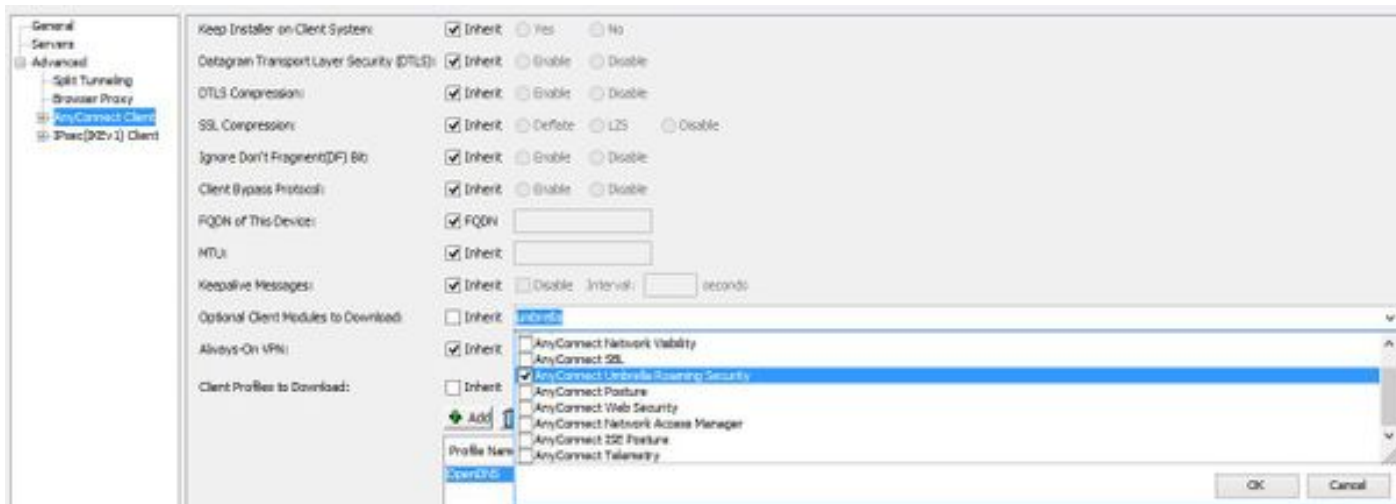 General
Servers
Advanced
Split Tunneling
Browser Proxy
AnyConnect Client
IPsec(IKEv1) Client
Keep Installer on Client System: Inherit Yes No
Datagram Transport Layer Security (DTLS): Inherit Enable Disable
DTLS Compression: Inherit Enable Disable
SSL Compression: Inherit Deflate LZS Disable
Ignore Don't Fragment(DF) Bit: Inherit Enable Disable
Client Bypass Protocol: Inherit Enable Disable
FQDN of This Device: FQDN
MTU: Inherit
Keepalive Messages: Inherit Disable Interval: seconds
Optional Client Modules to Download: Inherit umbrella
Always-On VPN: Inherit
AnyConnect Network Visibility
AnyConnect SBL
AnyConnect Umbrella Roaming Security
Client Profiles to Download: Inherit
AnyConnect Posture
AnyConnect Web Security
Add
AnyConnect Network Access Manager
AnyConnect ISE Posture
Profile Nam
AnyConnect Telemetry
OpenDNS
OK Cancel